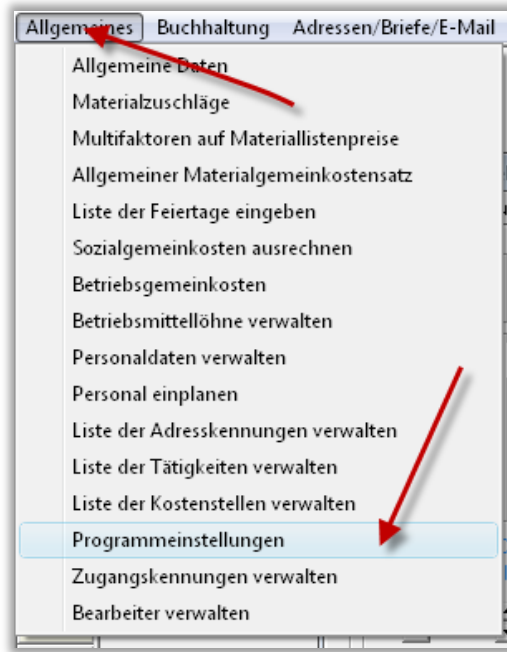 Allgemeines Buchhaltung Adressen/Briefe/E-Mail
Allgemeine Daten
Materialzuschläge
Multifaktoren auf Materiallistenpreise
Allgemeiner Materialgemeinkostensatz
Liste der Feiertage eingeben
Sozialgemeinkosten ausrechnen
Betriebsgemeinkosten
Betriebsmittellöhne verwalten
Personaldaten verwalten
Personal einplanen
Liste der Adresskennungen verwalten
Liste der Tätigkeiten verwalten
Liste der Kostenstellen verwalten
Programmeinstellungen
Zugangskennungen verwalten
Bearbeiter verwalten